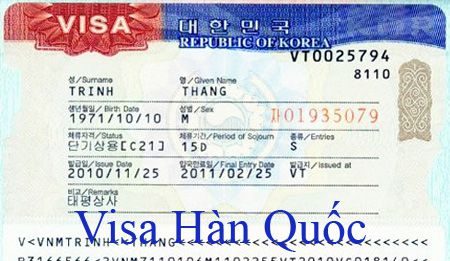 VISA 대한민국
REPUBLIC OF KOREA
VT0025794
8110
성/Surname 명/Given Name
TRINH THANG
생년월일/Birth Date 성별/Sex
1971/10/10 M 01935079
체류자격/Status 체류기간/Period of Sojourn 종류/Entries
단기상용[C21] 15D S
발급일/Issue Date 입국만료일/Final Entry Date 발급지/Issued at
2010/11/25 2011/02/25 VT
비고/Remarks
태평상사
Visa Hàn Quốc
V<VNMTRINH<<THANG<<<<<<<<<<<<<<<<<<<